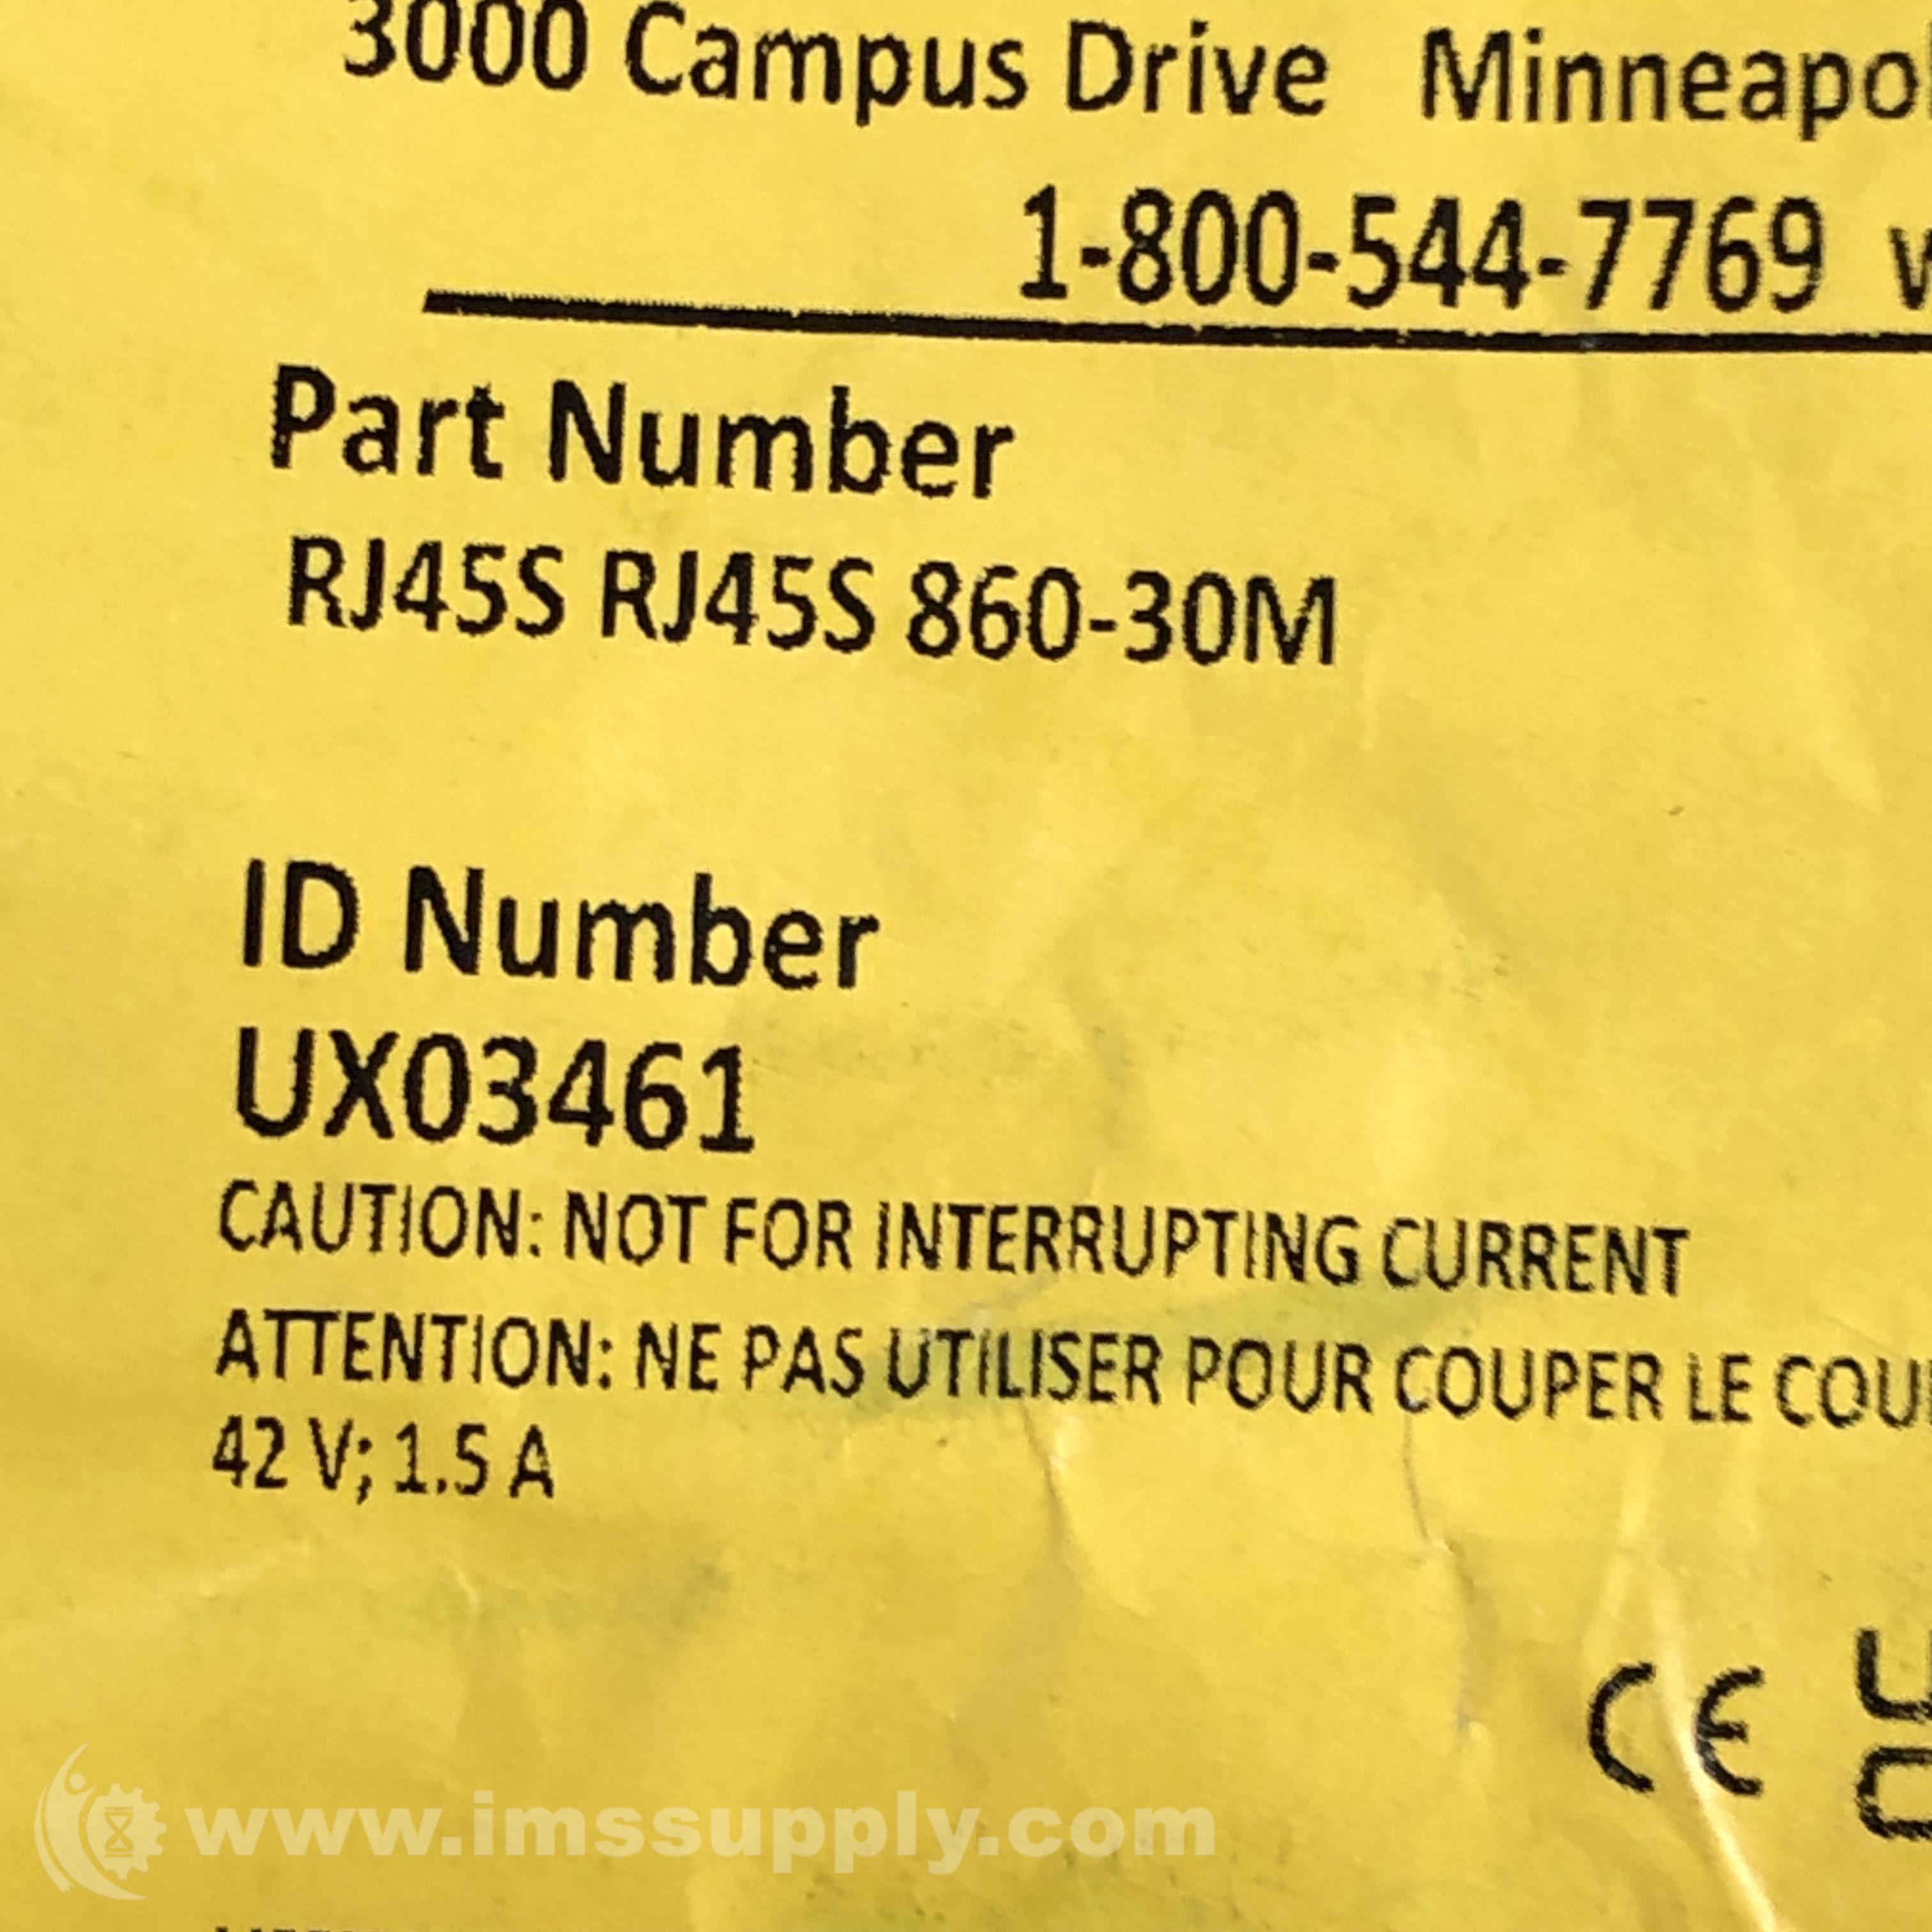 3000 Campus Drive Minneapol
1-800-544-7769
Part Number
RJ45S RJ45S 860-30M
ID Number
UX03461
CAUTION: NOT FOR INTERRUPTING CURRENT
ATTENTION: NE PAS UTILISER POUR COUPER LE COU
42 V; 1.5 A
CE
www.imssupply.com